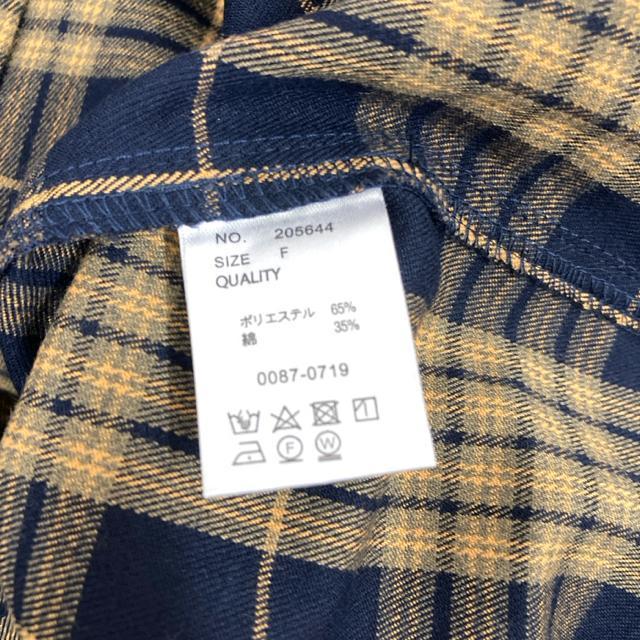 NO. 205644
SIZE F
QUALITY
ポリエステル 65%
綿 35%
0087-0719
F W